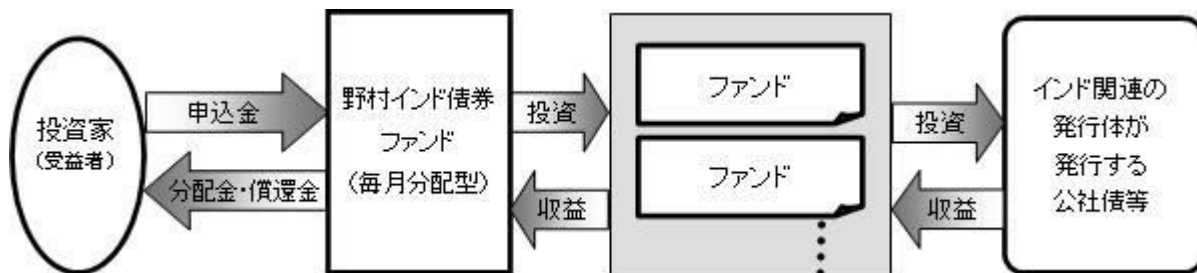 投資家
(受益者)
申込金
分配金・償還金
野村インド債券
ファンド
(毎月分配型)
投資
収益
ファンド
ファンド
投資
収益
インド関連の
発行体が
発行する
公社債等